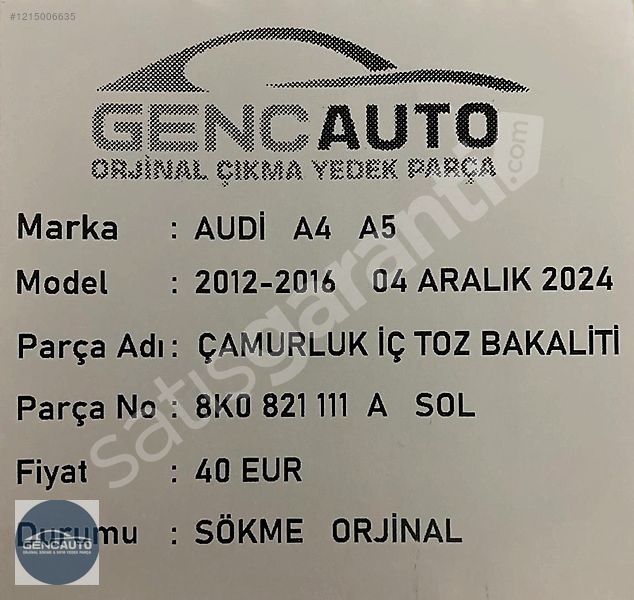 #1215006635
GENCAUTO
ORJİNAL ÇIKMA YEDEK PARÇA
satisgaranti.com
Marka : AUDİ A4 A5
Model : 2012-2016 04 ARALIK 2024
Parça Adı : ÇAMURLUK İÇ TOZ BAKALİTİ
Parça No : 8K0 821 111 A SOL
Fiyat : 40 EUR
Durumu : SÖKME ORJİNAL
GENCAUTO